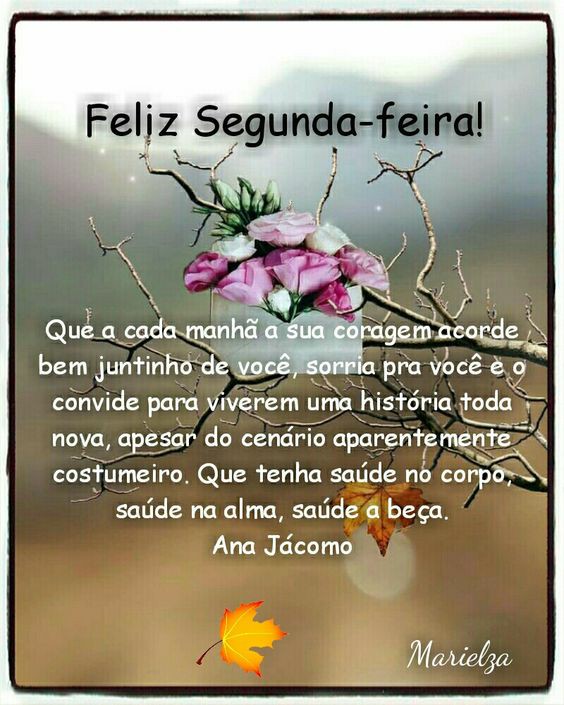 Feliz Segunda-feira!
Que a cada manhã a sua coragem acorde
bem juntinho de você, sorria pra você e o
convide para viverem uma história toda
nova, apesar do cenário aparentemente
costumeiro. Que tenha saúde no corpo,
saúde na alma, saúde a beça.
Ana Jácomo
Marielza